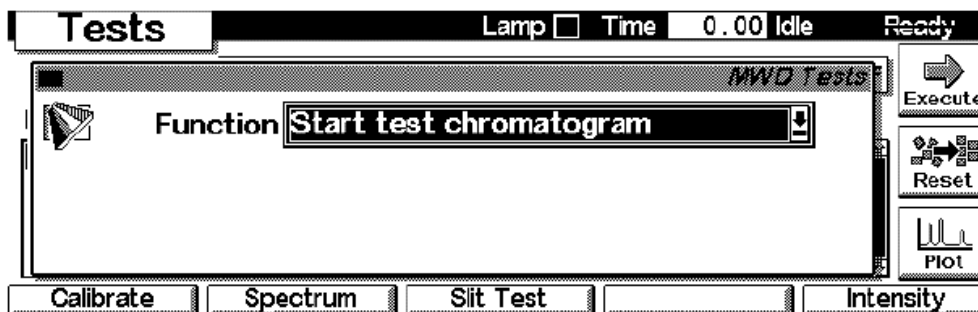 Tests Lamp Time 0.00 Idle Ready
MWD Tests
Execute
Function Start test chromatogram
Reset
Plot
Calibrate Spectrum Slit Test Intensity